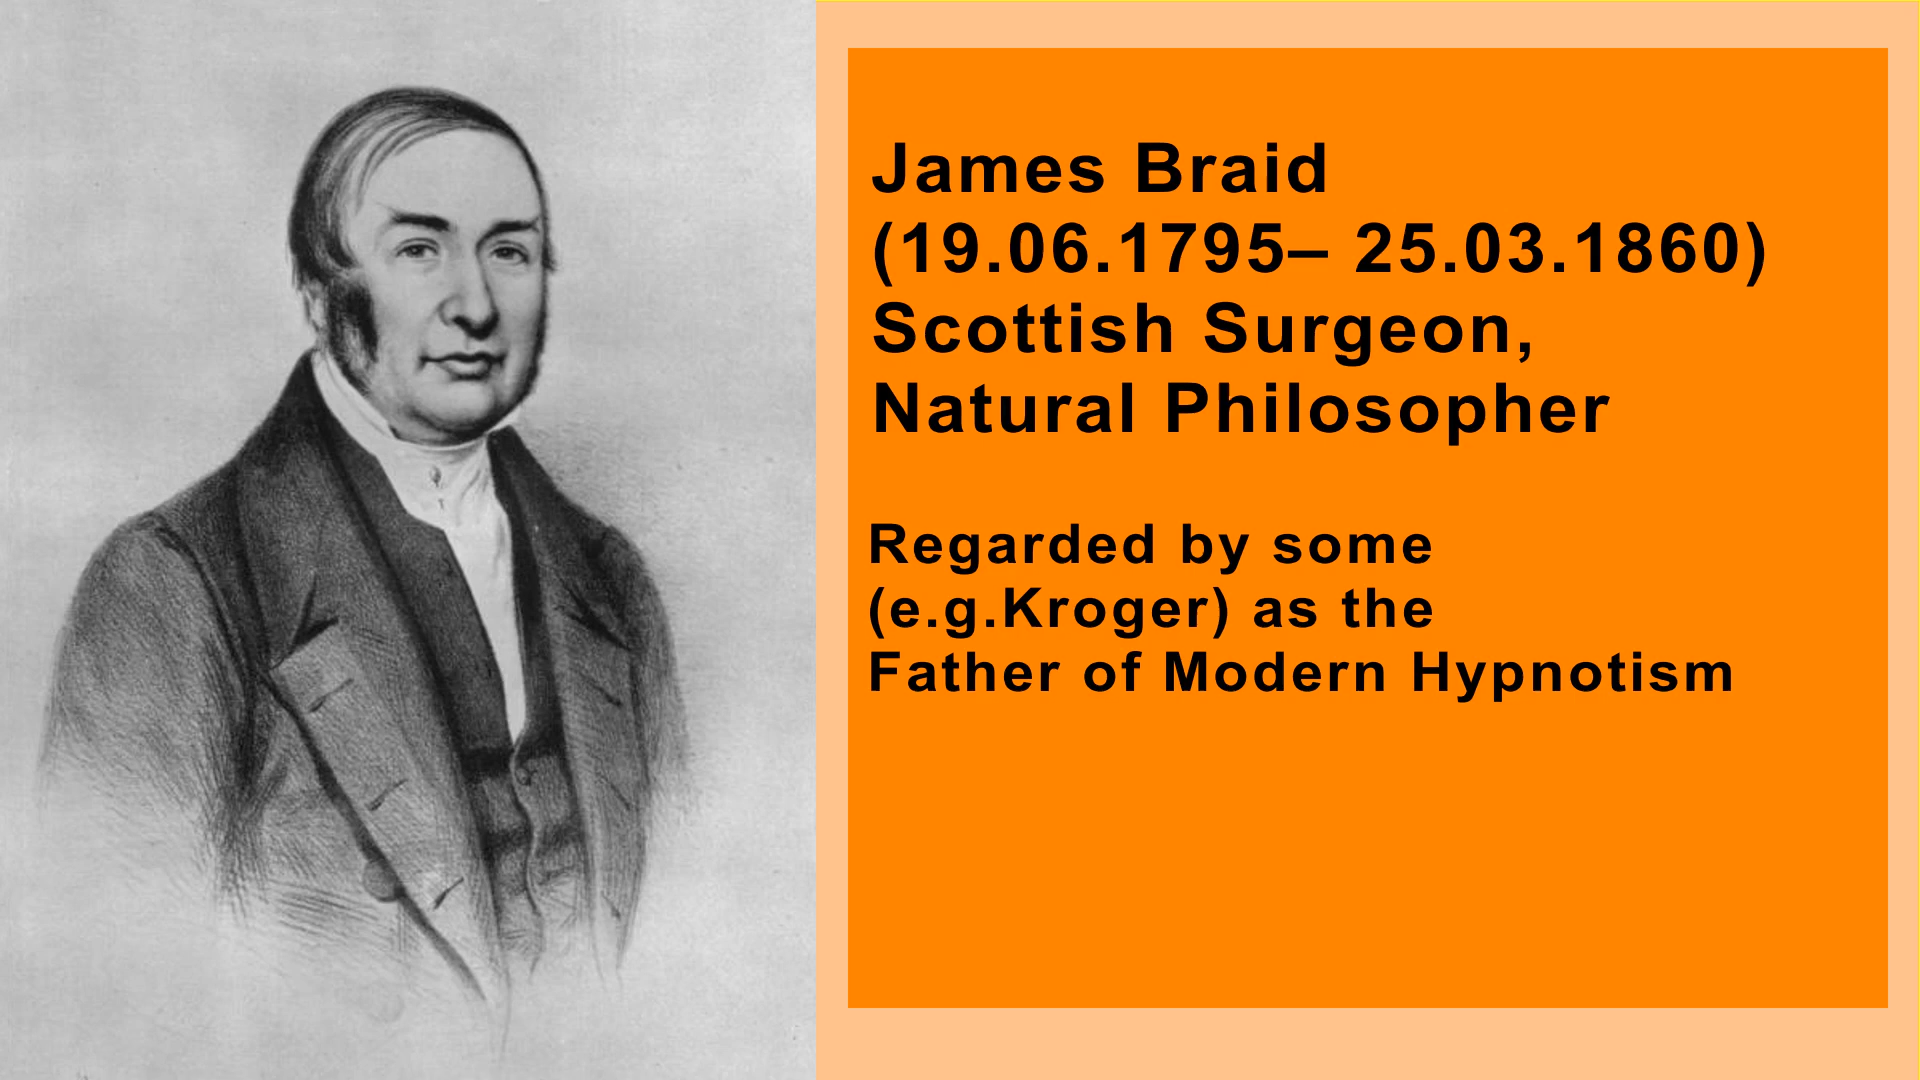 James Braid
(19.06.1795– 25.03.1860)
Scottish Surgeon,
Natural Philosopher
Regarded by some
(e.g.Kroger) as the
Father of Modern Hypnotism